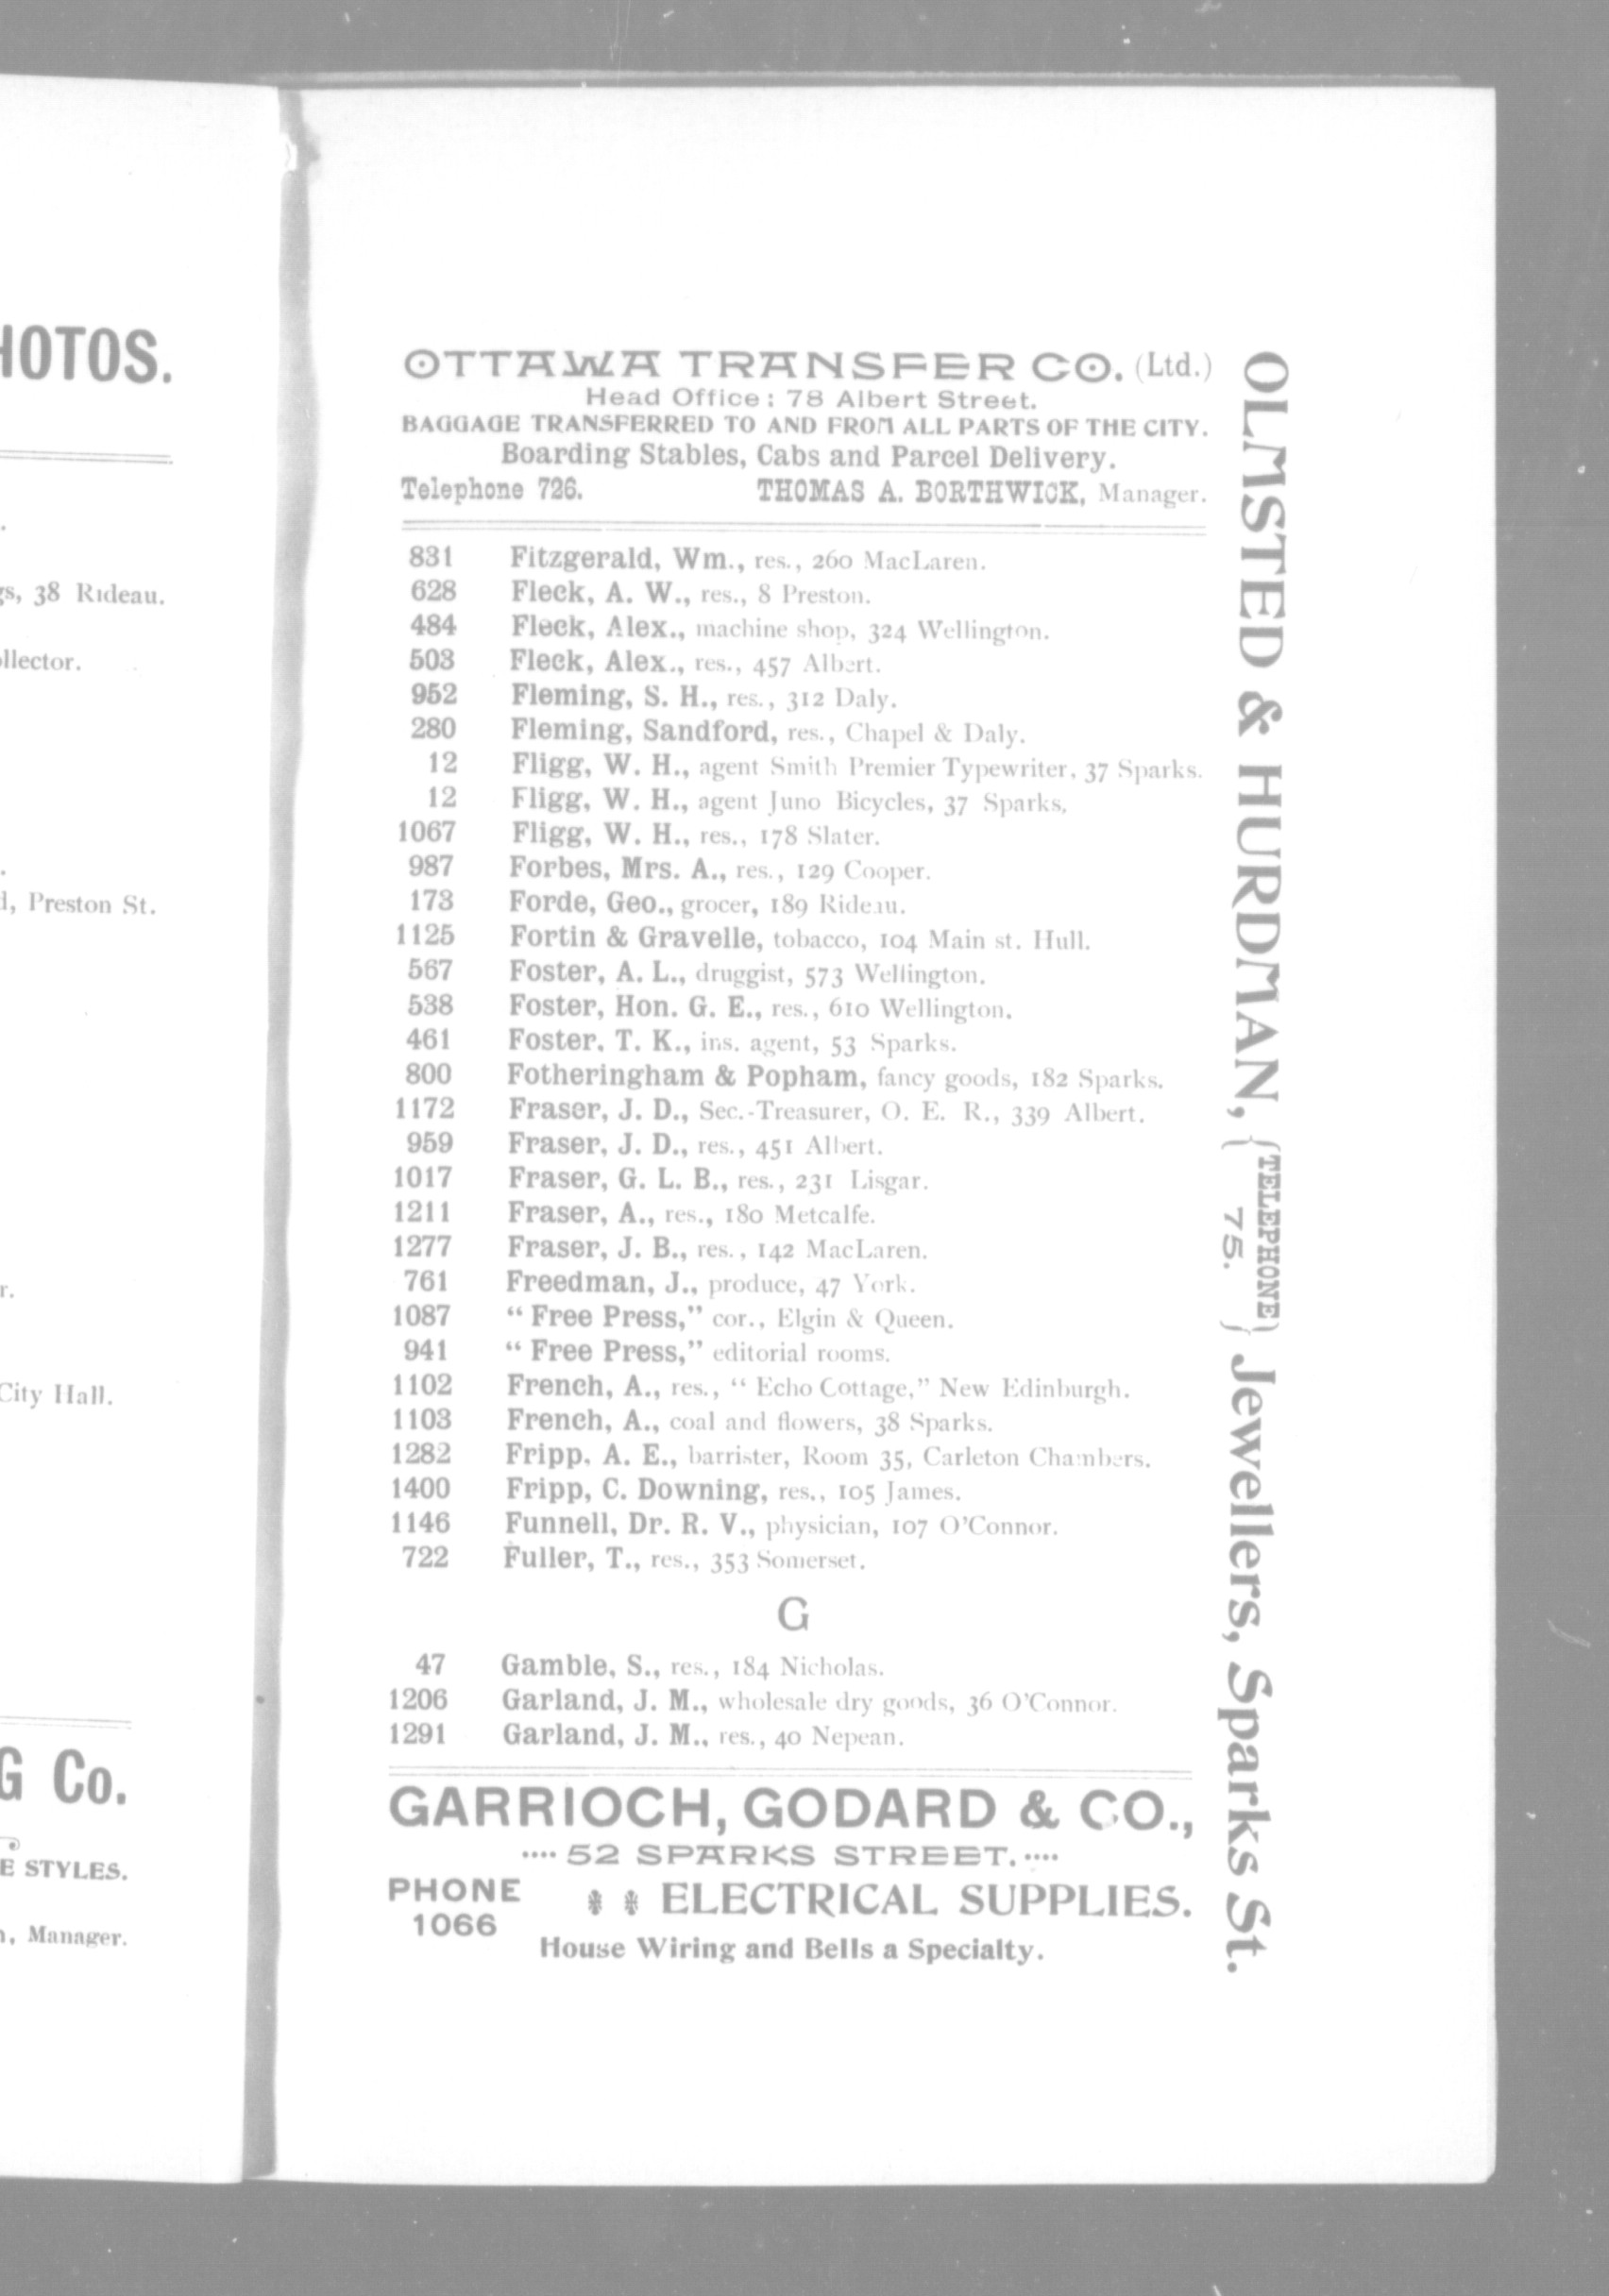 HOTOS.
38 Rideau.
Preston St.
City Hall.
Co.
STYLES.
Manager.
OTTAWA TRANSFER CO. (Ltd.)
Head Office: 78 Albert Street.
BAGGAGE TRANSFERRED TO AND FROM ALL PARTS OF THE CITY.
Boarding Stables, Cabs and Parcel Delivery.
Telephone 726. THOMAS A. BORTHWICK, Manager.
831 Fitzgerald, Wm., res., 260 MacLaren.
628 Fleck, A. W., res., 8 Preston.
484 Fleck, Alex., machine shop, 324 Wellington.
503 Fleck, Alex., res., 457 Albert.
952 Fleming, S. H., res., 312 Daly.
280 Fleming, Sandford, res., Chapel & Daly.
12 Fligg, W. H., agent Smith Premier Typewriter, 37 Sparks.
12 Fligg, W. H., agent Juno Bicycles, 37 Sparks,
1067 Fligg, W. H., res., 178 Slater.
987 Forbes, Mrs. A., res., 129 Cooper.
173 Forde, Geo., grocer, 189 Rideau.
1125 Fortin & Gravelle, tobacco, 104 Main st. Hull.
567 Foster, A. L., druggist, 573 Wellington.
538 Foster, Hon. G. E., res., 610 Wellington.
461 Foster, T. K., ins. agent, 53 Sparks.
800 Fotheringham & Popham, fancy goods, 182 Sparks.
1172 Fraser, J. D., Sec.-Treasurer, O. E. R., 339 Albert.
959 Fraser, J. D., res., 451 Albert.
1017 Fraser, G. L. B., res., 231 Lisgar.
1211 Fraser, A., res., 180 Metcalfe.
1277 Fraser, J. B., res., 142 MacLaren.
761 Freedman, J., produce, 47 York.
1087 “ Free Press,” cor., Elgin & Queen.
941 “ Free Press,” editorial rooms.
1102 French, A., res., “ Echo Cottage,” New Edinburgh.
1103 French, A., coal and flowers, 38 Sparks.
1282 Fripp, A. E., barrister, Room 35, Carleton Chambers.
1400 Fripp, C. Downing, res., 105 James.
1146 Funnell, Dr. R. V., physician, 107 O’Connor.
722 Fuller, T., res., 353 Somerset.
G
47 Gamble, S., res., 184 Nicholas.
1206 Garland, J. M., wholesale dry goods, 36 O’Connor.
1291 Garland, J. M., res., 40 Nepean.
GARRIOCH, GODARD & CO.,
52 SPARKS STREET.
PHONE 1066 ELECTRICAL SUPPLIES.
House Wiring and Bells a Specialty.
OLMSTED & HURDMAN, {TELEPHONE 75.} Jewellers, Sparks St.